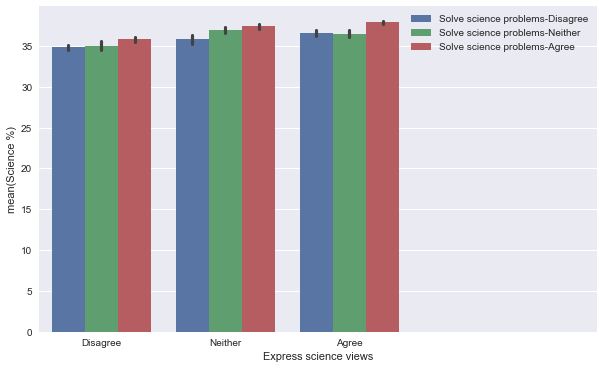 Solve science problems-Disagree
Solve science problems-Neither
Solve science problems-Agree
mean(Science %)
35
30
25
20
15
10
5
0
Disagree Neither Agree
Express science views